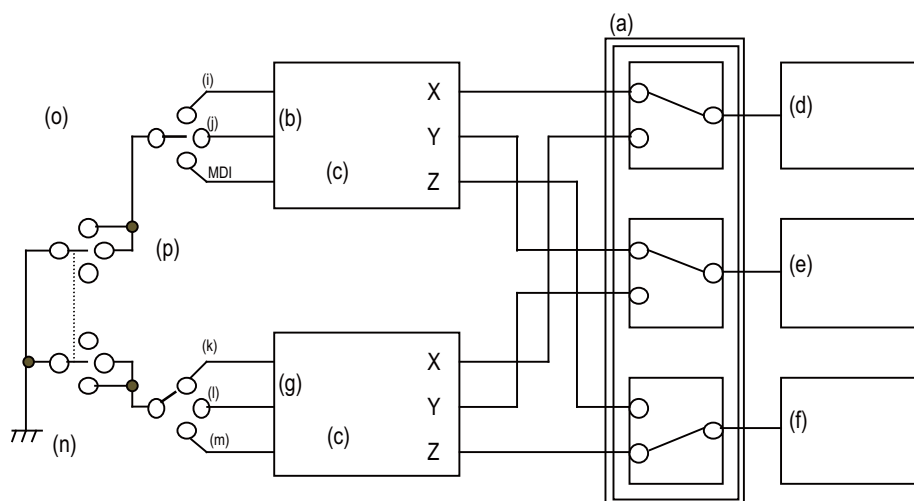 (a)
(i)
X
(o)
(b)
(d)
(j)
Y
MDI
(c)
Z
(p)
(e)
(k)
X
(g)
(l)
Y
(f)
(n)
(m)
(c)
Z